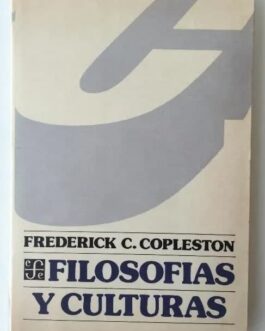 FREDERICK C. COPLESTON
FILOSOFIAS
Y CULTURAS